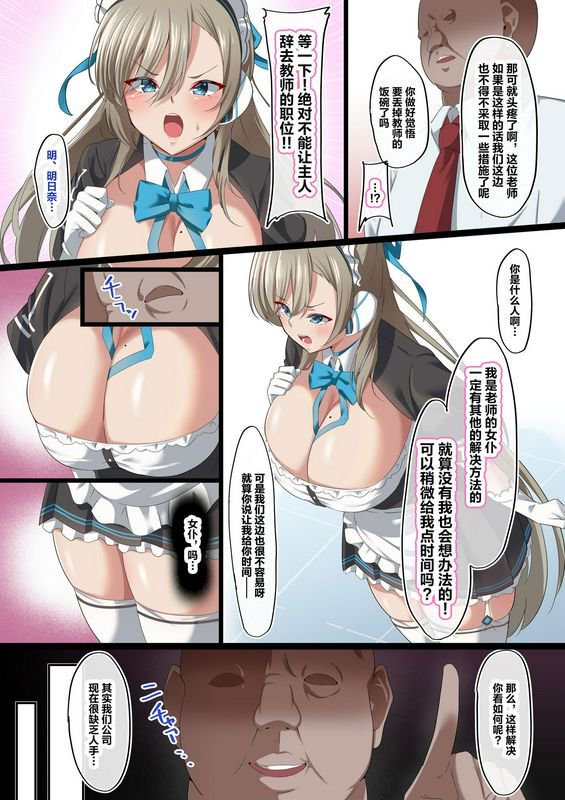 那可就头疼了啊，这位老师
如果是这样的话我们这边
也不得不采取一些措施了呢
你做好觉悟
要丢掉教师的
饭碗了吗
…!?
等一下！绝对不能让主人
辞去教师的职位!!
明、
明日奈…
你是什么人啊…
我是老师的女仆
一定有其他的解决方法的
就算没有我也会想办法的！
可以稍微给我点时间吗？
可是我们这边也很不容易呀
就算你说让我给你时间——
チラッ
女仆，吗…
那么，这样解决
你看如何呢？
ニチャァ
其实我们公司
现在很缺乏人手…